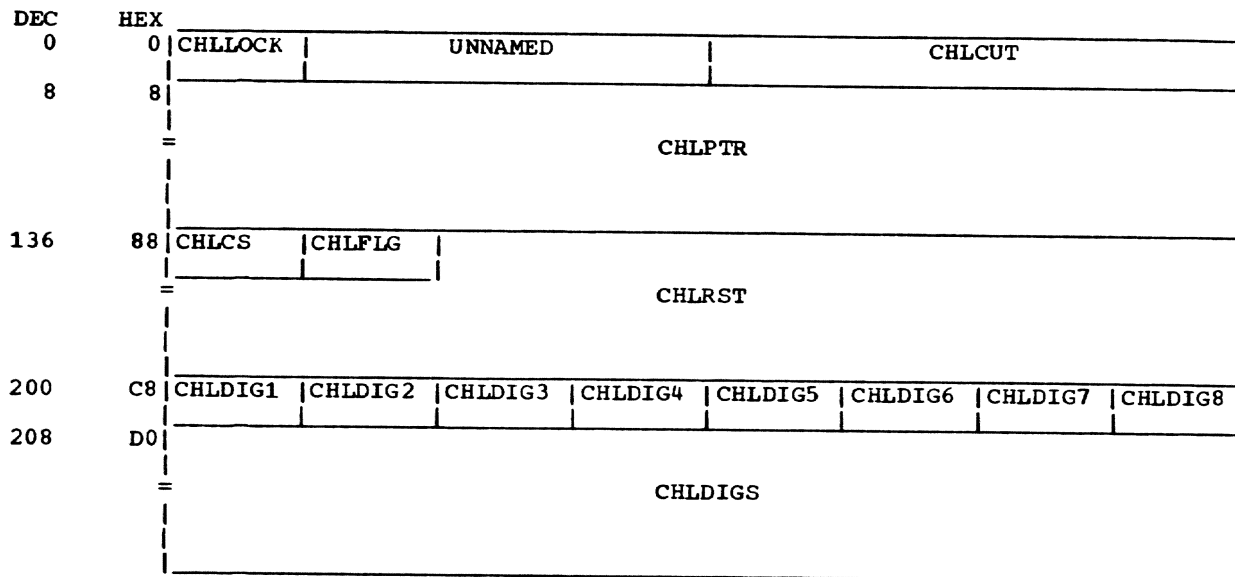 DEC HEX
0 0 CHLLOCK UNNAMED CHLCUT
8 8
CHLPTR
136 88 CHLCS CHLFLG
CHLRST
200 C8 CHLDIG1 CHLDIG2 CHLDIG3 CHLDIG4 CHLDIG5 CHLDIG6 CHLDIG7 CHLDIG8
208 D0
CHLDIGS